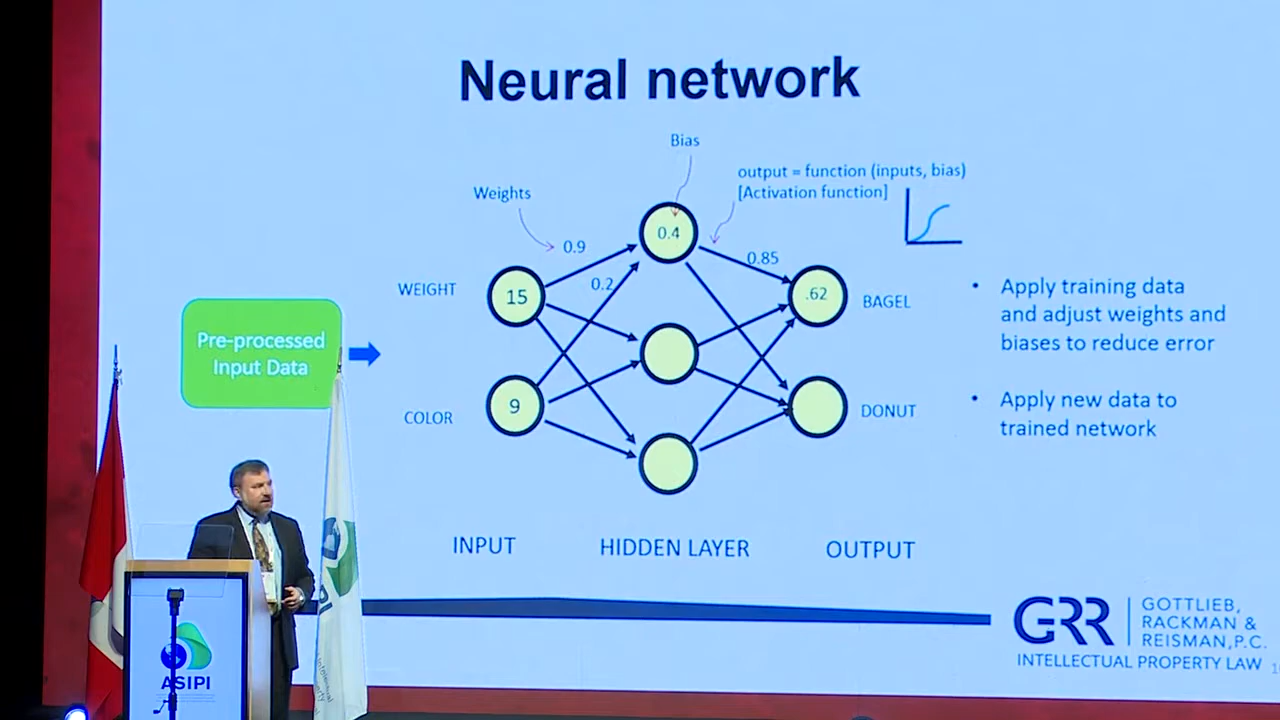 Neural network
Bias
output = function (inputs, bias)
[Activation function]
Weights
0.9
0.4
0.85
0.2
WEIGHT
15
.62
BAGEL
Pre-processed
Input Data
COLOR
9
DONUT
• Apply training data
and adjust weights and
biases to reduce error
• Apply new data to
trained network
INPUT
HIDDEN LAYER
OUTPUT
GRR
GOTTLIEB,
RACKMAN &
REISMAN, P.C.
INTELLECTUAL PROPERTY LAW
ASIPI